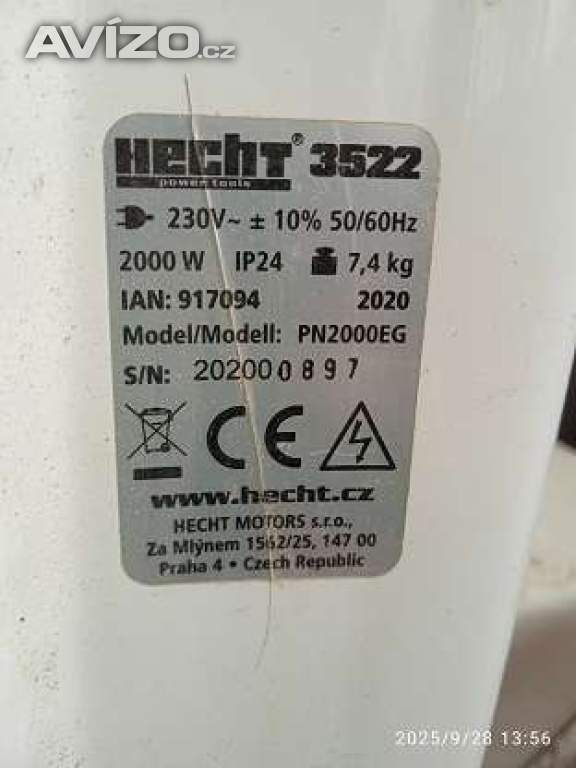 AVÍZO.cz
HECHT® 3522
power tools
230V~ ± 10% 50/60Hz
2000 W IP24 7,4 kg
IAN: 917094 2020
Model/Modell: PN2000EG
S/N: 202000897
CE
www.hecht.cz
HECHT MOTORS s.r.o.,
Za Mlýnem 1562/25, 147 00
Praha 4 • Czech Republic
2025/9/28 13:56